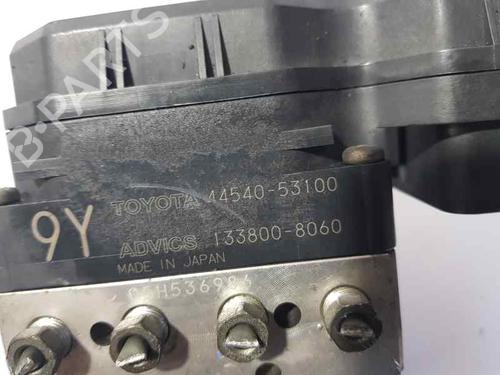 B-PARTS
TOYOTA 44540-53100
9Y
ADVICS 133800-8060
MADE IN JAPAN